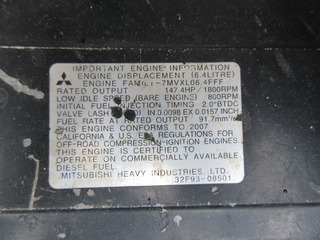 IMPORTANT ENGINE INFORMATION
ENGINE DISPLACEMENT (6.4LITRE)
ENGINE FAMILY 7MVXL06.4FFF
RATED OUTPUT 147.4HP / 1800RPM
LOW IDLE SPEED (BARE ENGINE) 800RPM
INITIAL FUEL INJECTION TIMING 2.0°BTDC
VALVE LASH IN 0.0098 EX 0.0157 INCH
FUEL RATE AT RATED OUTPUT 91.7mm³/st
THIS ENGINE CONFORMS TO 2007
CALIFORNIA & U.S. EPA REGULATIONS FOR
OFF-ROAD COMPRESSION-IGNITION ENGINES
THIS ENGINE IS CERTIFIED TO
OPERATE ON COMMERCIALLY AVAILABLE
DIESEL FUEL.
MITSUBISHI HEAVY INDUSTRIES, LTD.
32F93-08501